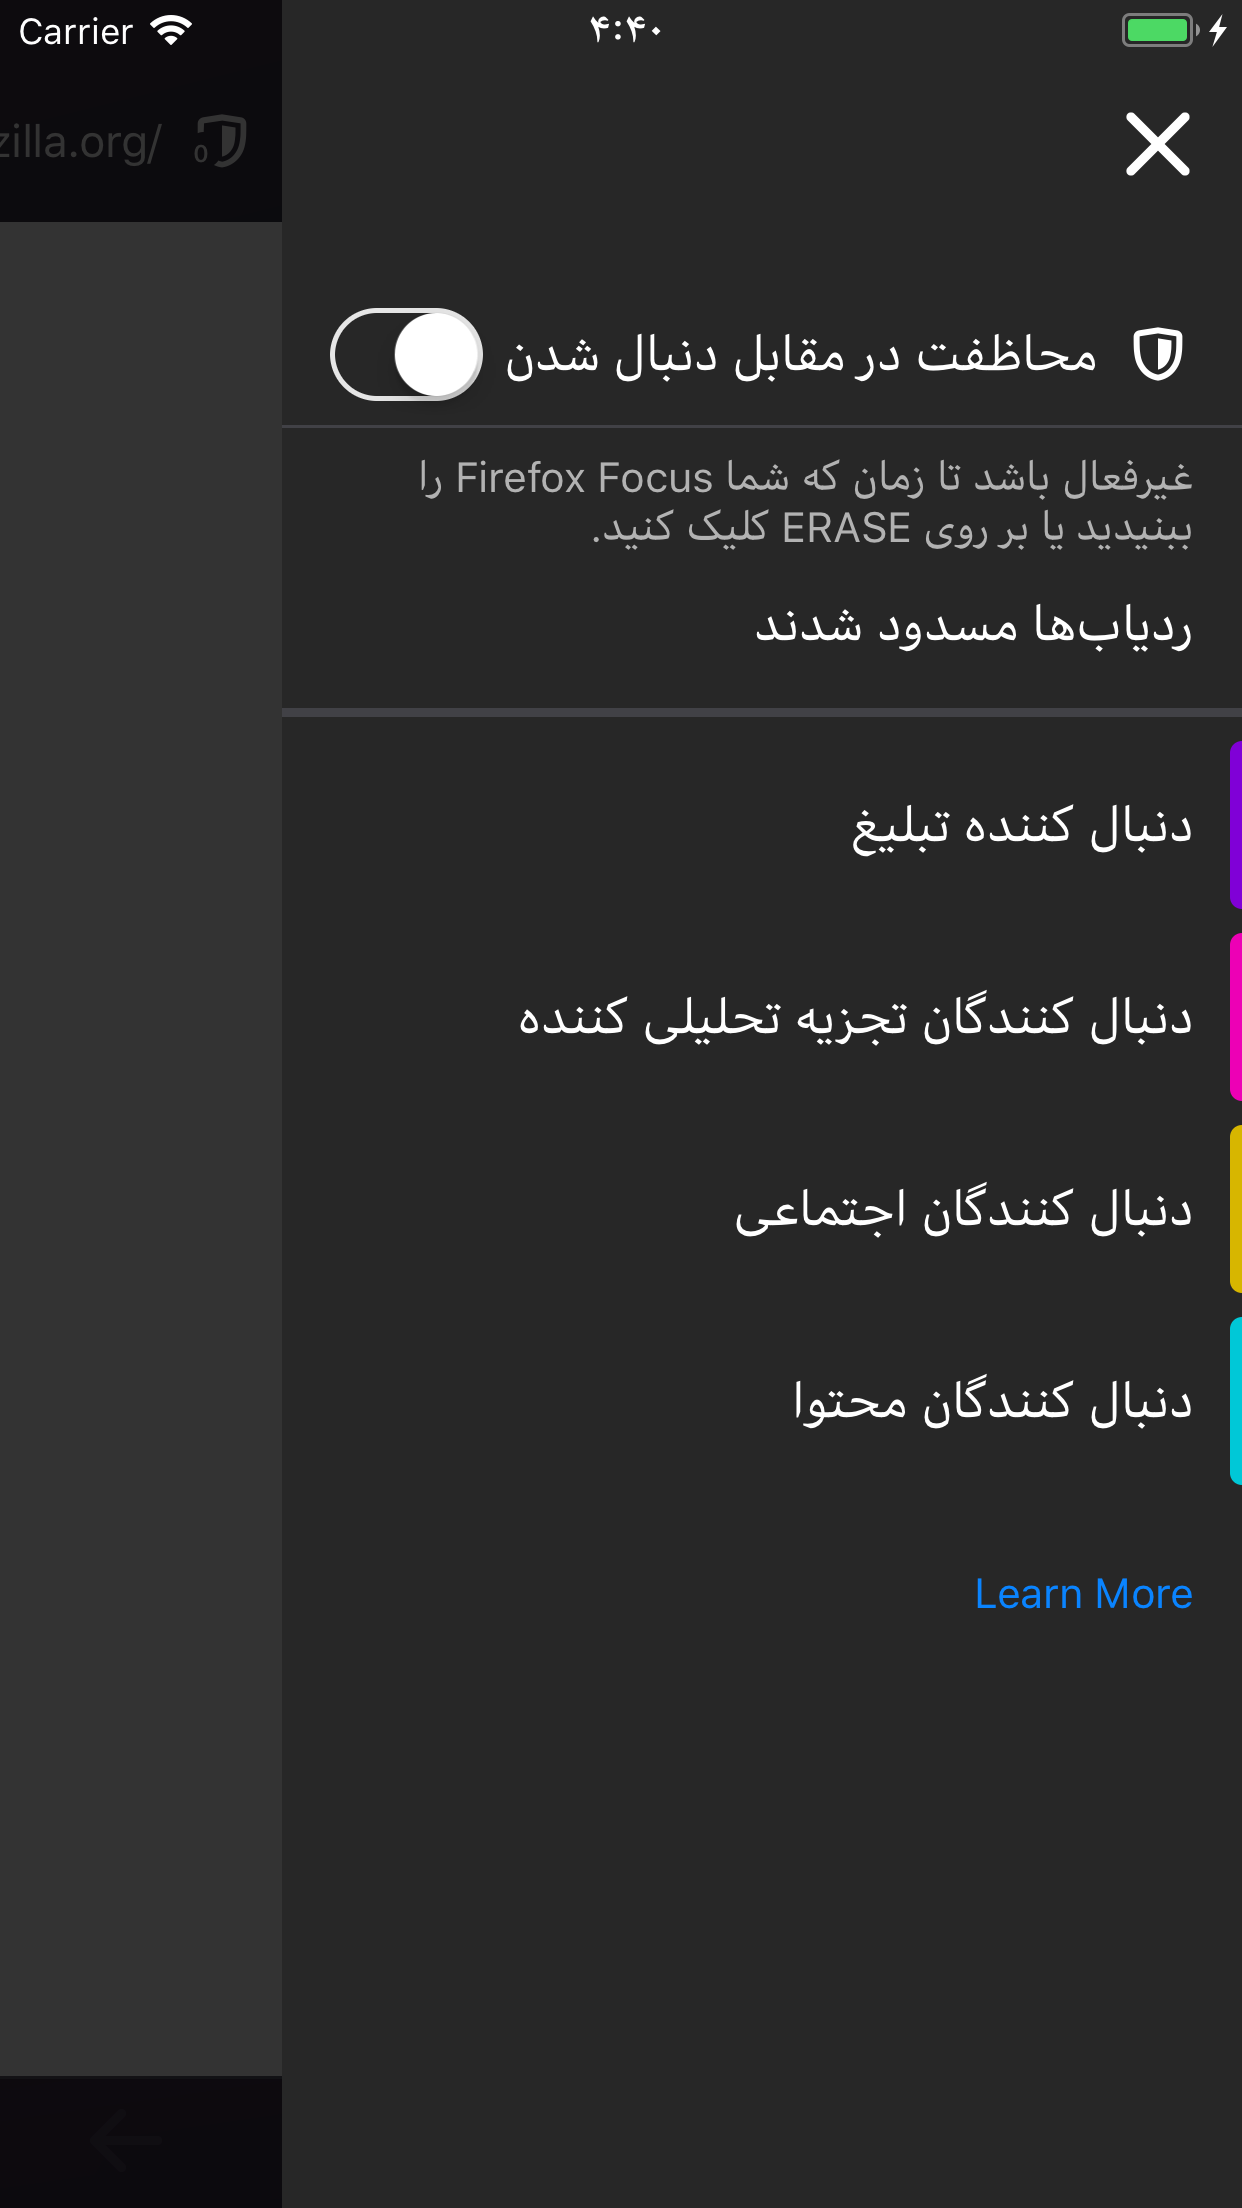 Carrier
۴:۴۰
zilla.org/
0
محاظفت در مقابل دنبال شدن
غیرفعال باشد تا زمان که شما Firefox Focus را
ببنیدید یا بر روی ERASE کلیک کنید.
ردیاب‌ها مسدود شدند
دنبال کننده تبلیغ
دنبال کنندگان تجزیه تحلیلی کننده
دنبال کنندگان اجتماعی
دنبال کنندگان محتوا
Learn More